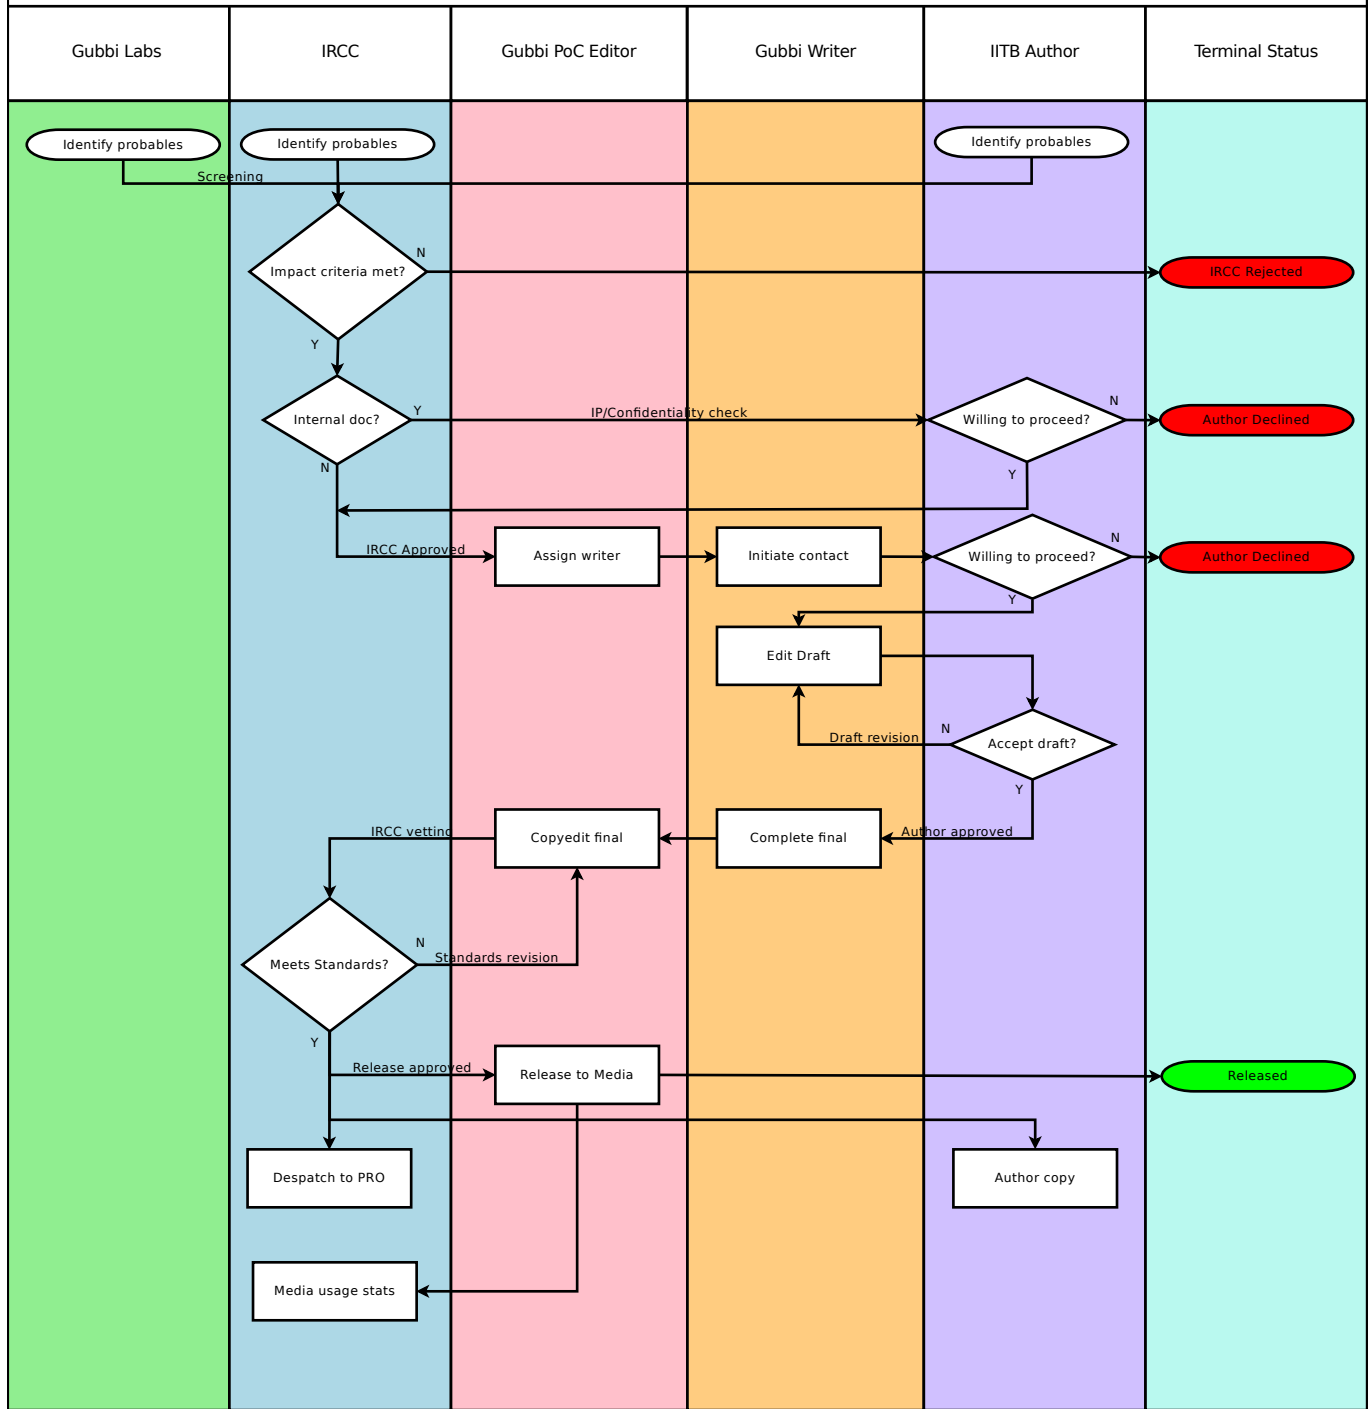 Gubbi Labs
IRCC
Gubbi PoC Editor
Gubbi Writer
IITB Author
Terminal Status
Identify probables
Identify probables
Identify probables
Screening
Impact criteria met?
N
IRCC Rejected
Y
Internal doc?
Y
IP/Confidentiality check
Willing to proceed?
N
Author Declined
N
Y
IRCC Approved
Assign writer
Initiate contact
Willing to proceed?
N
Author Declined
Y
Edit Draft
Draft revision
N
Accept draft?
Y
IRCC vetting
Copyedit final
Complete final
Author approved
Meets Standards?
N
Standards revision
Y
Release approved
Release to Media
Released
Despatch to PRO
Author copy
Media usage stats